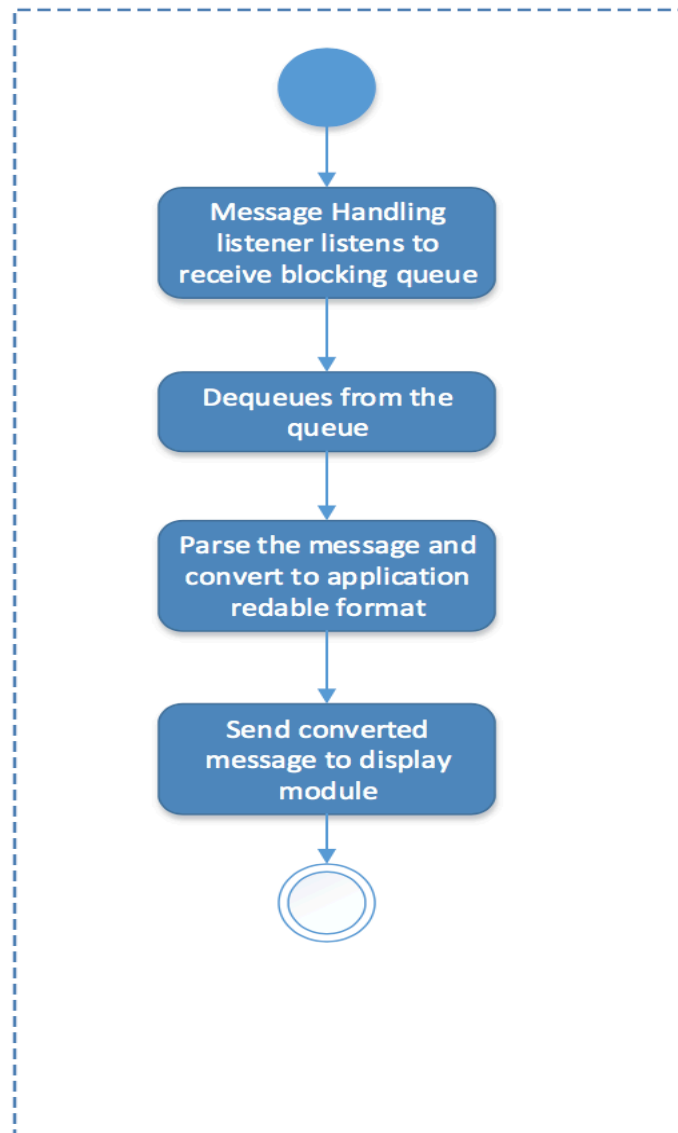 Message Handling
listener listens to
receive blocking queue
Dequeues from the
queue
Parse the message and
convert to application
redable format
Send converted
message to display
module